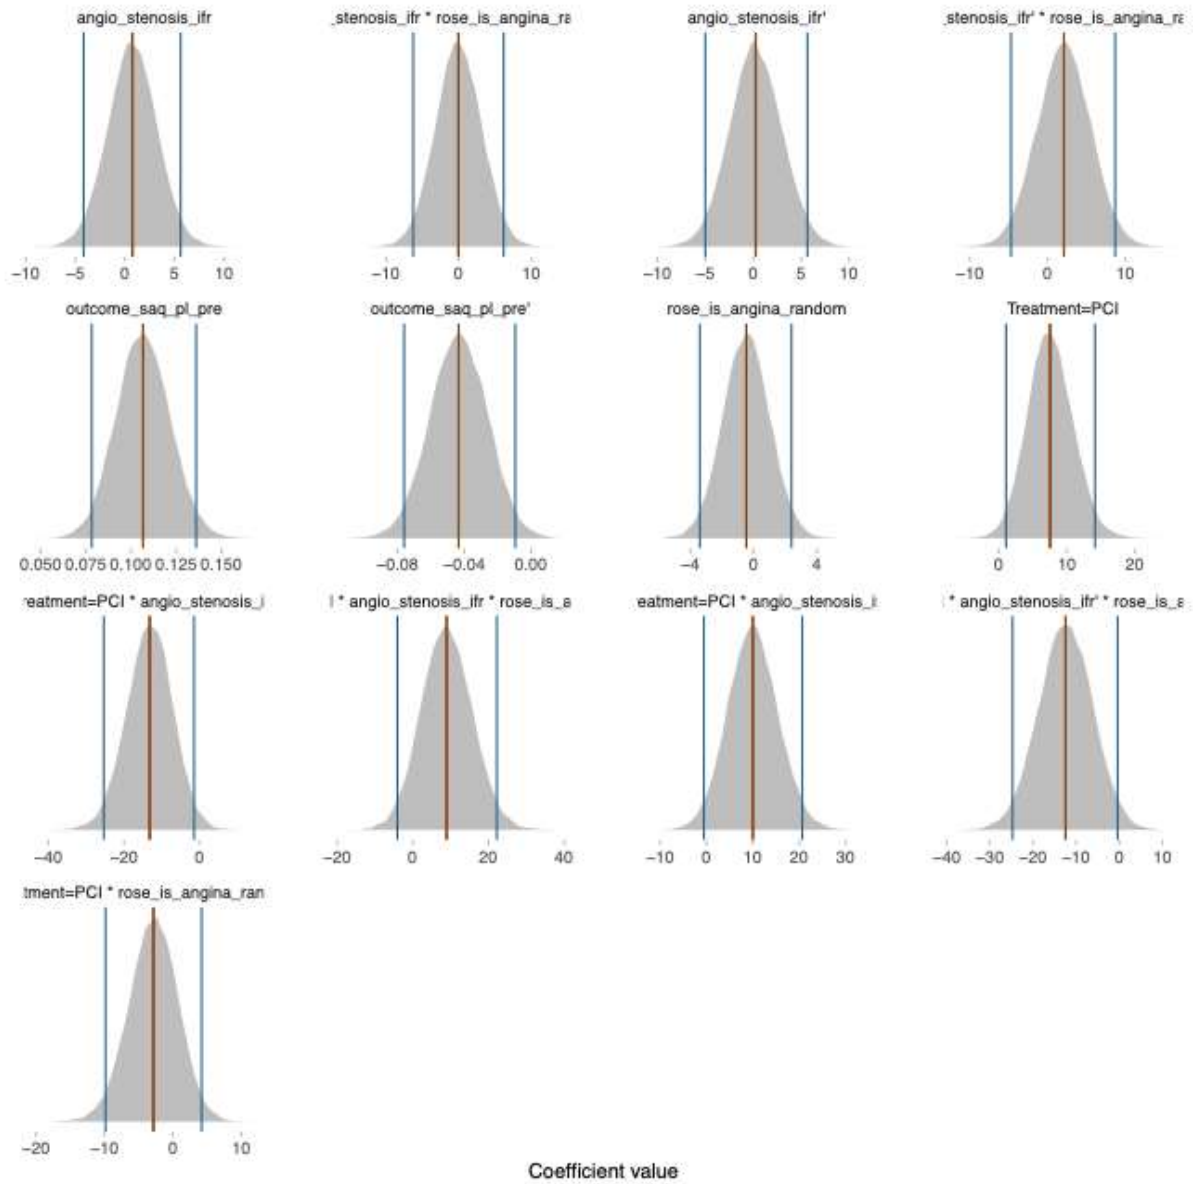 angio_stenosis_ifr
_stenosis_ifr * rose_is_angina_ra
angio_stenosis_ifr'
stenosis_ifr' * rose_is_angina_ra
−10 −5 0 5 10
−10 0 10
−10 −5 0 5 10
−10 0 10
outcome_saq_pl_pre
outcome_saq_pl_pre'
rose_is_angina_random
Treatment=PCI
0.050 0.075 0.100 0.125 0.150
−0.08 −0.04 0.00
−4 0 4
0 10 20
reatment=PCI * angio_stenosis_i
* angio_stenosis_ifr * rose_is_a
eatment=PCI * angio_stenosis_i
* angio_stenosis_ifr' * rose_is_a
−40 −20 0
−20 0 20 40
−10 0 10 20 30
−40 −30 −20 −10 0 10
tment=PCI * rose_is_angina_ran
−20 −10 0 10
Coefficient value